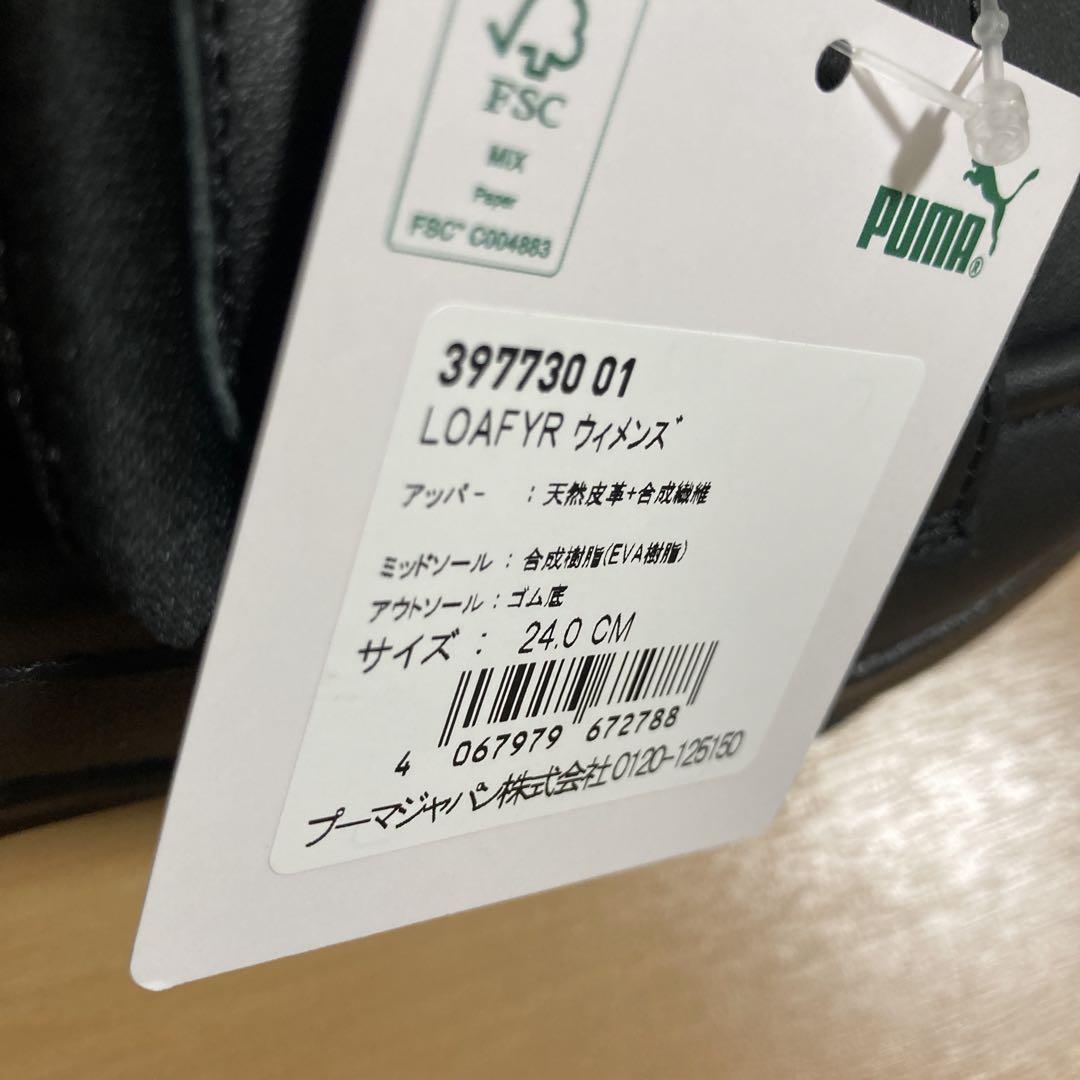 FSC
MIX
Paper
FSC™ C004883
PUMA®
397730 01
LOAFYR ウィメンズ
アッパー : 天然皮革+合成繊維
ミッドソール : 合成樹脂(EVA樹脂)
アウトソール : ゴム底
サイズ : 24.0 CM
4 067979 672788
プーマジャパン株式会社 0120-125150